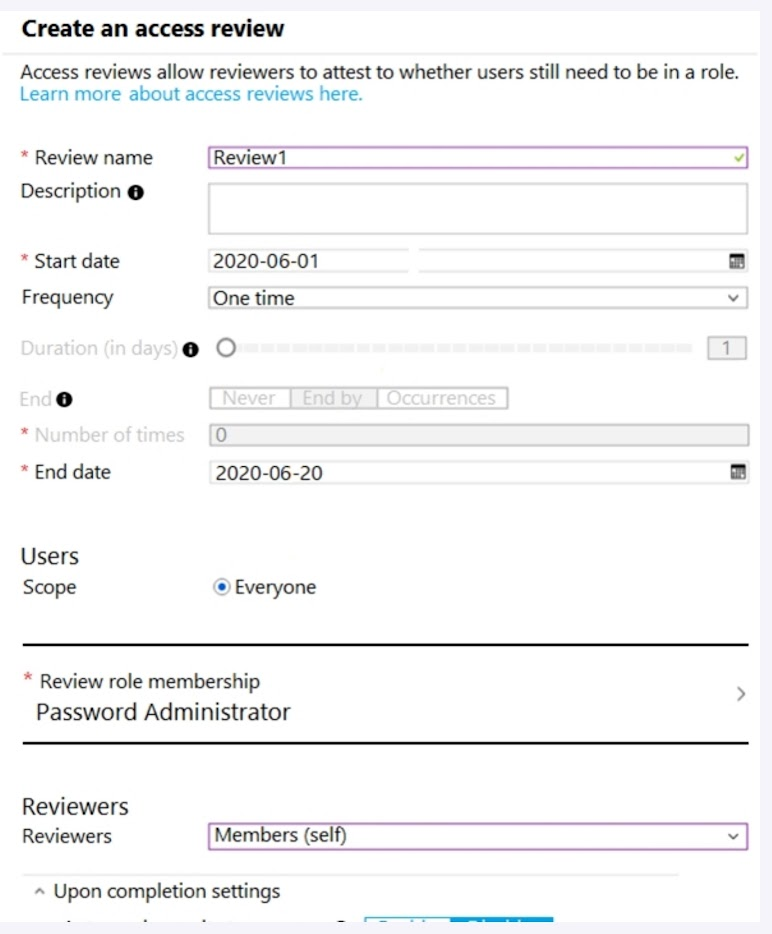 Create an access review
Access reviews allow reviewers to attest to whether users still need to be in a role.
Learn more about access reviews here.
* Review name Review1
Description
* Start date 2020-06-01
Frequency One time
Duration (in days) 1
End Never End by Occurrences
* Number of times 0
* End date 2020-06-20
Users
Scope Everyone
* Review role membership
Password Administrator
Reviewers
Reviewers Members (self)
Upon completion settings